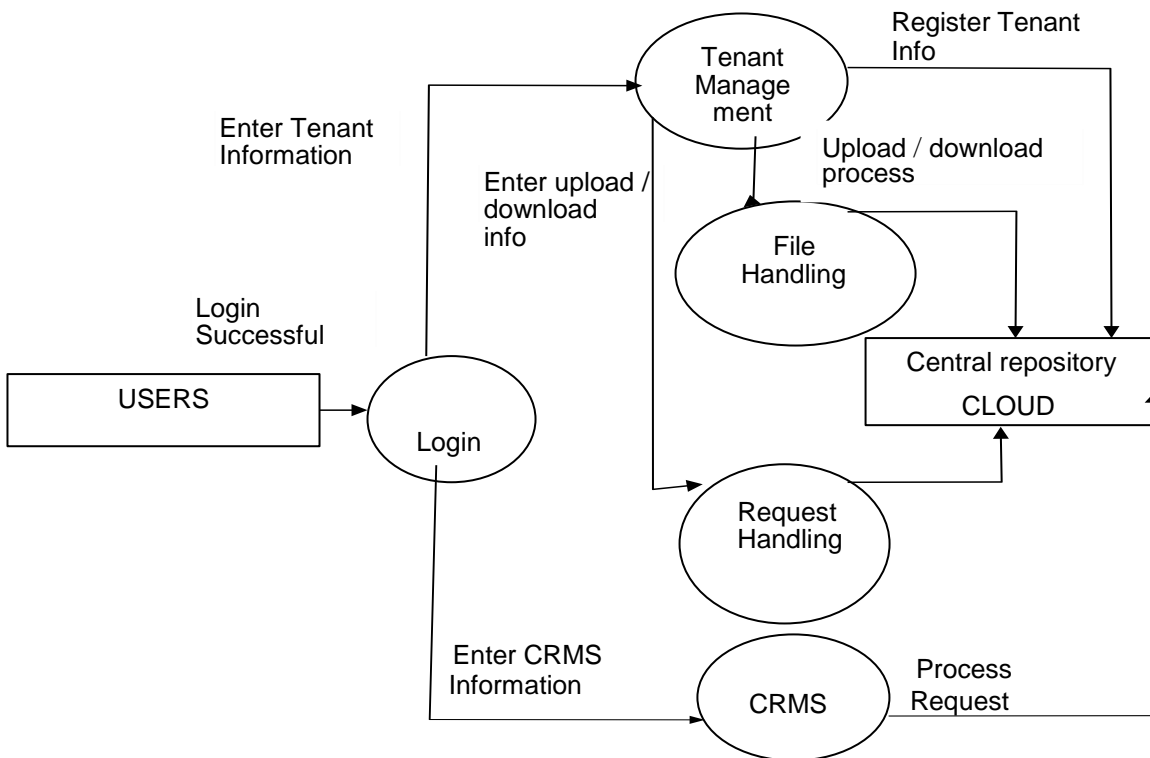 Register Tenant
Info
Tenant
Manage
ment
Enter Tenant
Information
Upload / download
process
Enter upload /
download
info
File
Handling
Login
Successful
USERS
Login
Central repository
CLOUD
Request
Handling
Enter CRMS
Information
CRMS
Process
Request